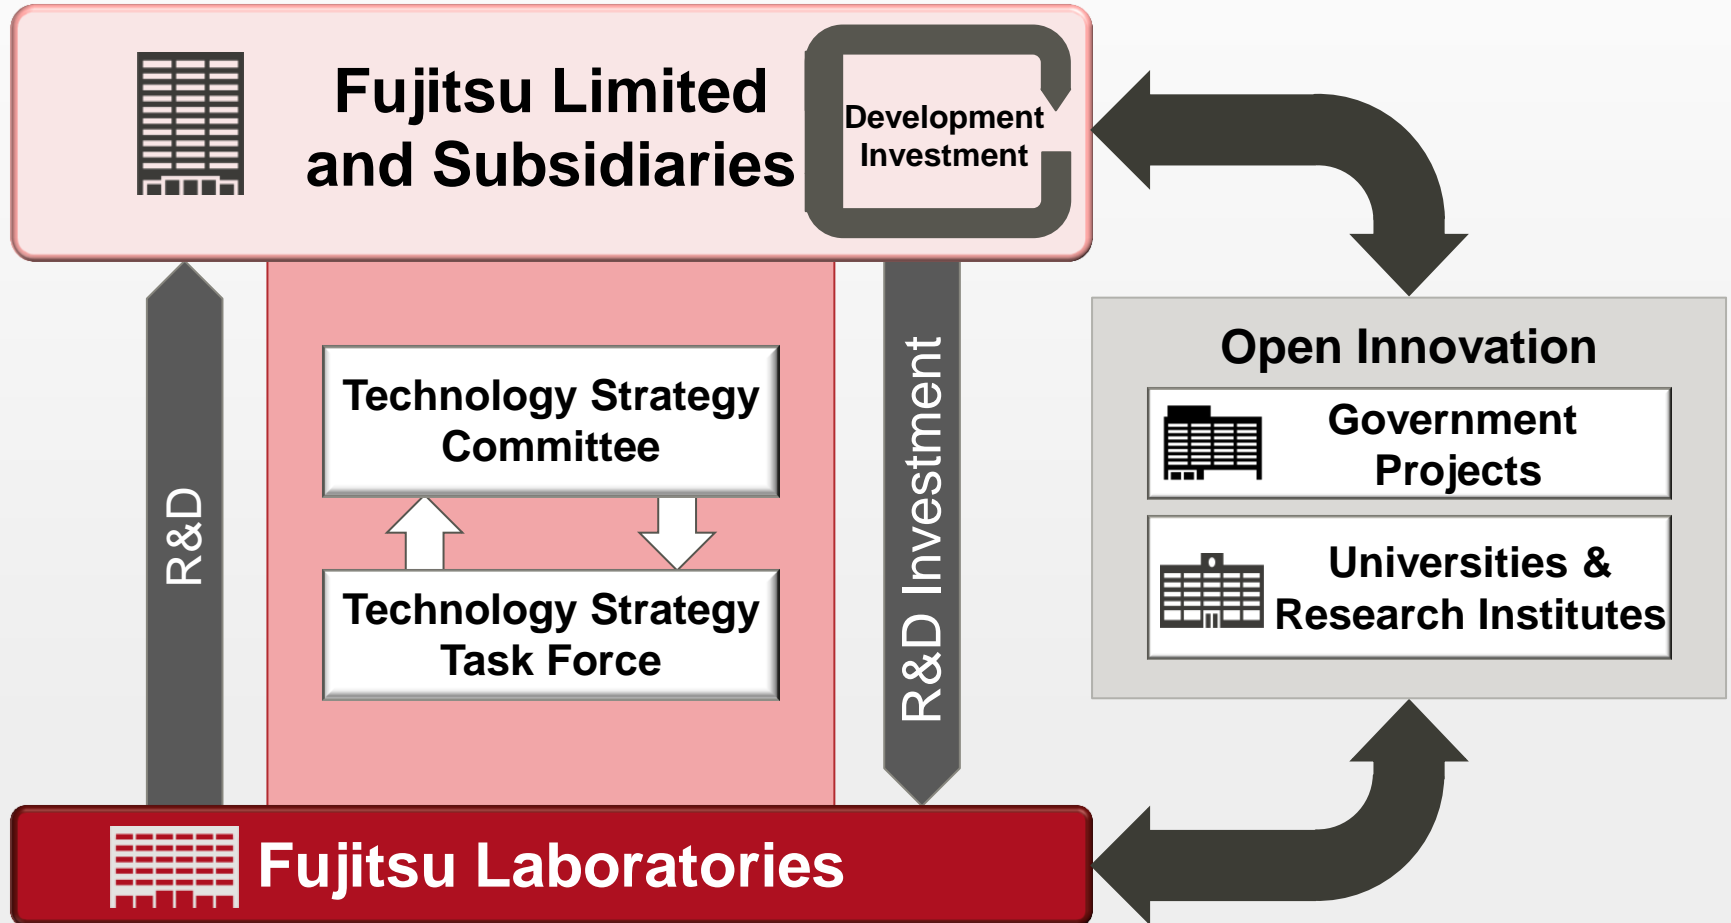 Fujitsu Limited
and Subsidiaries
Development
Investment
R&D
Technology Strategy
Committee
Technology Strategy
Task Force
R&D Investment
Open Innovation
Government
Projects
Universities &
Research Institutes
Fujitsu Laboratories